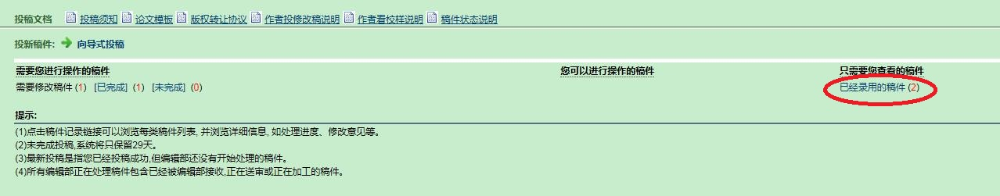 投稿文档 投稿须知 论文模板 版权转让协议 作者投修改稿说明 作者看校样说明 稿件状态说明
投新稿件: 向导式投稿
需要您进行操作的稿件 您可以进行操作的稿件 只需要您查看的稿件
需要修改稿件 (1) [已完成] (1) [未完成] (0) 已经录用的稿件 (2)
提示:
(1)点击稿件记录链接可以浏览每类稿件列表, 并浏览详细信息, 如处理进度、修改意见等。
(2)未完成投稿,系统将只保留29天。
(3)最新投稿是指您已经投稿成功,但编辑部还没有开始处理的稿件。
(4)所有编辑部正在处理稿件包含已经被编辑部接收,正在送审或正在加工的稿件。